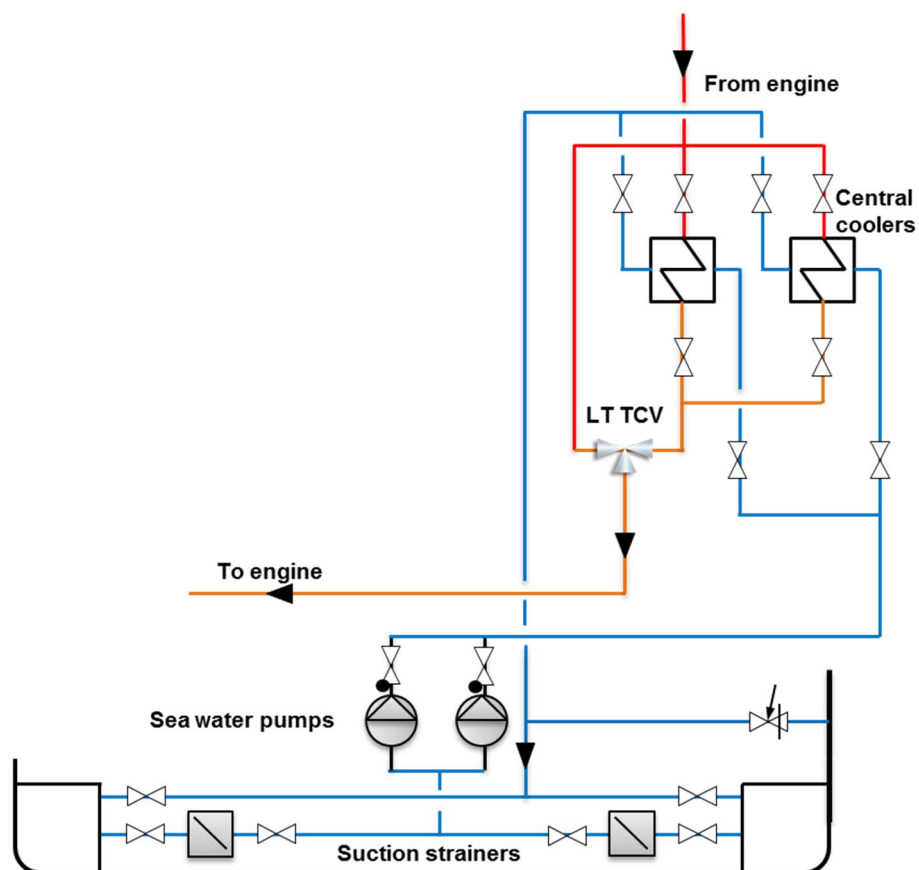 From engine
Central
coolers
LT TCV
To engine
Sea water pumps
Suction strainers